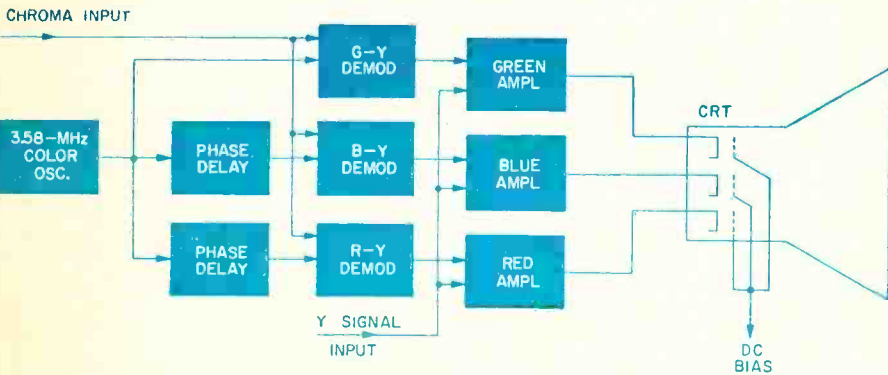 CHROMA INPUT
G-Y
DEMOD
GREEN
AMPL
CRT
3.58-MHz
COLOR
OSC.
PHASE
DELAY
B-Y
DEMOD
BLUE
AMPL
PHASE
DELAY
R-Y
DEMOD
RED
AMPL
Y SIGNAL
INPUT
DC
BIAS